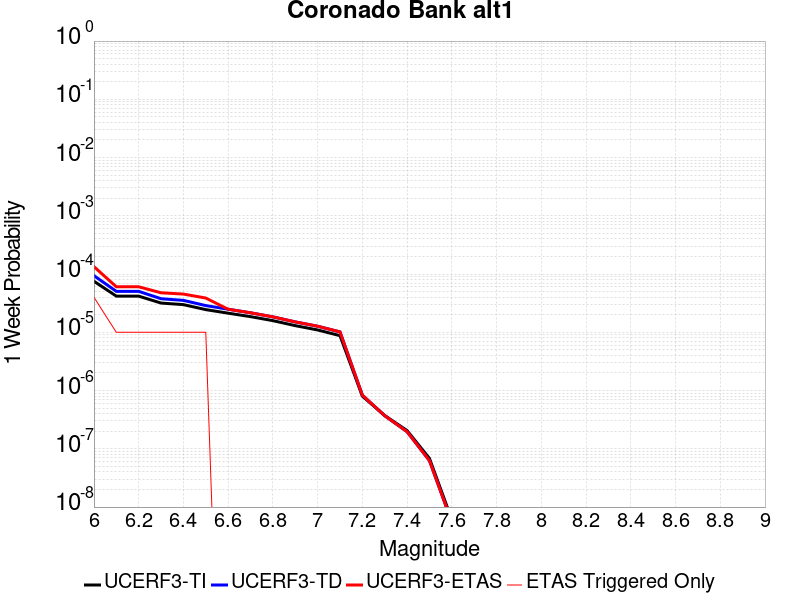 Coronado Bank alt1
10^0
10^-1
10^-2
10^-3
10^-4
10^-5
10^-6
10^-7
10^-8
1 Week Probability
6 6.2 6.4 6.6 6.8 7 7.2 7.4 7.6 7.8 8 8.2 8.4 8.6 8.8 9
Magnitude
UCERF3-TI UCERF3-TD UCERF3-ETAS ETAS Triggered Only